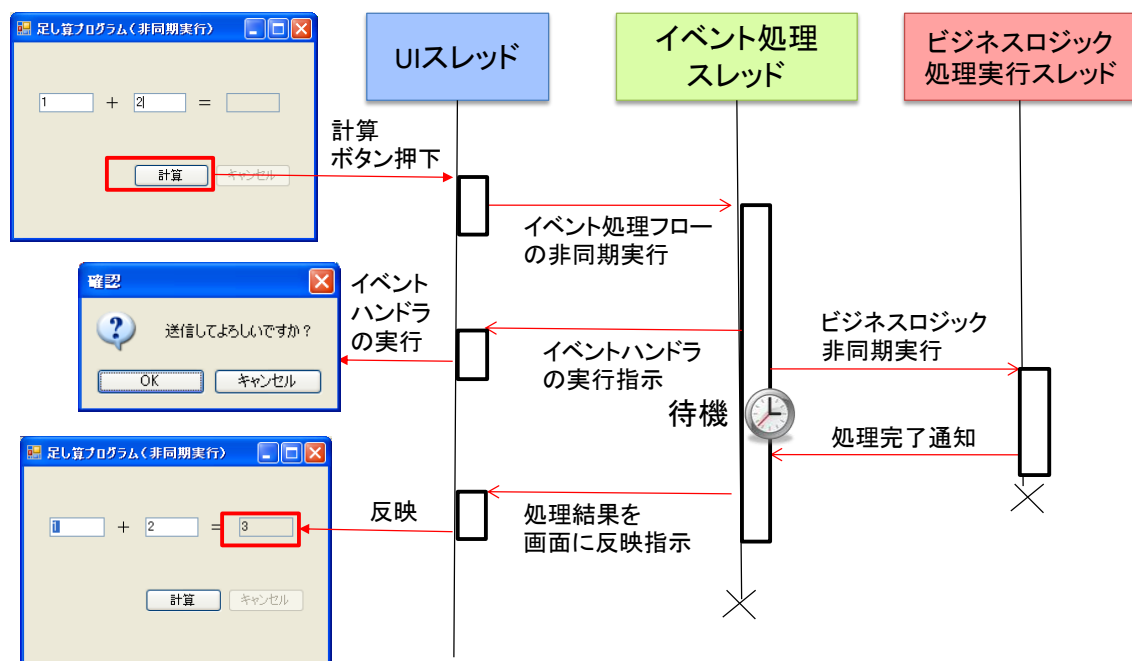 足し算プログラム(非同期実行)
1 + 2 =
計算 キャンセル
UIスレッド
イベント処理
スレッド
ビジネスロジック
処理実行スレッド
計算
ボタン押下
イベント処理フロー
の非同期実行
確認
送信してよろしいですか?
OK キャンセル
イベント
ハンドラ
の実行
イベントハンドラ
の実行指示
ビジネスロジック
非同期実行
待機
処理完了通知
足し算プログラム(非同期実行)
1 + 2 = 3
計算 キャンセル
反映
処理結果を
画面に反映指示